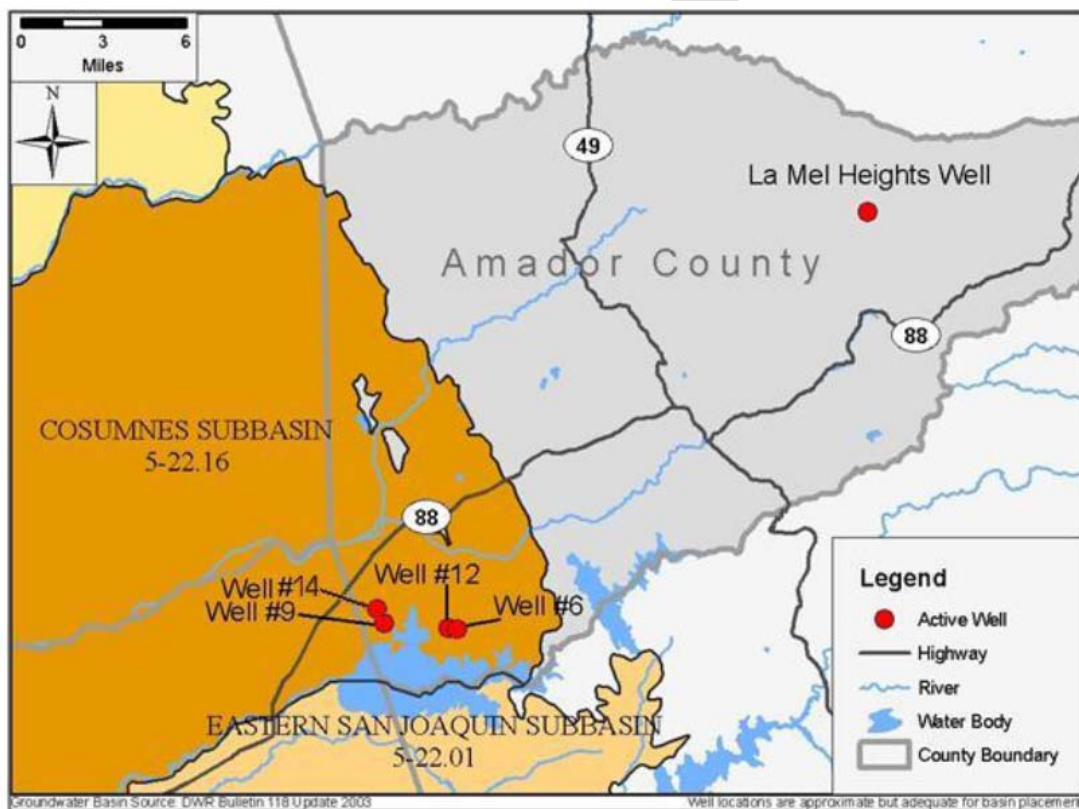 0 3 6
Miles
N
49
La Mel Heights Well
Amador County
88
COSUMNES SUBBASIN
5-22.16
88
Well #14
Well #12
Well #9
Well #6
EASTERN SAN JOAQUIN SUBBASIN
5-22.01
Legend
Active Well
Highway
River
Water Body
County Boundary
Groundwater Basin Source: DWR Bulletin 118 Update 2003
Well locations are approximate but adequate for basin placement